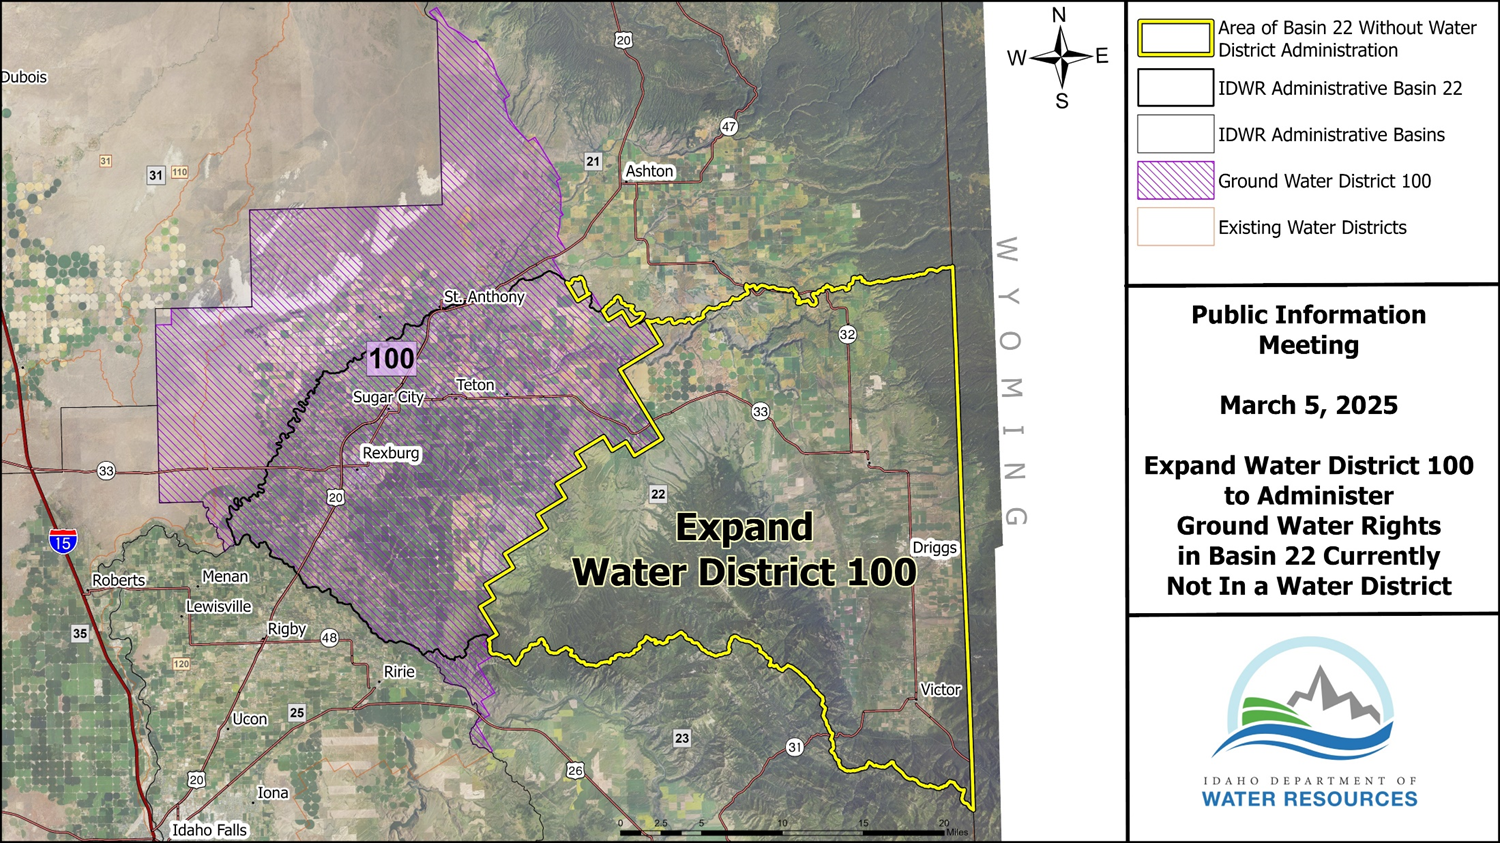 Dubois
20
47
31
31
110
21
Ashton
N
W E
S
WYOMING
St. Anthony
32
100
Teton
Sugar City
33
Rexburg
33
20
22
Expand
Water District 100
15
Driggs
Roberts
Menan
Lewisville
35
Rigby
48
120
Ririe
Victor
Ucon
25
23
31
20
26
Iona
Idaho Falls
0 2.5 5 10 15 20
Miles
Area of Basin 22 Without Water
District Administration
IDWR Administrative Basin 22
IDWR Administrative Basins
Ground Water District 100
Existing Water Districts
Public Information
Meeting
March 5, 2025
Expand Water District 100
to Administer
Ground Water Rights
in Basin 22 Currently
Not In a Water District
IDAHO DEPARTMENT OF
WATER RESOURCES